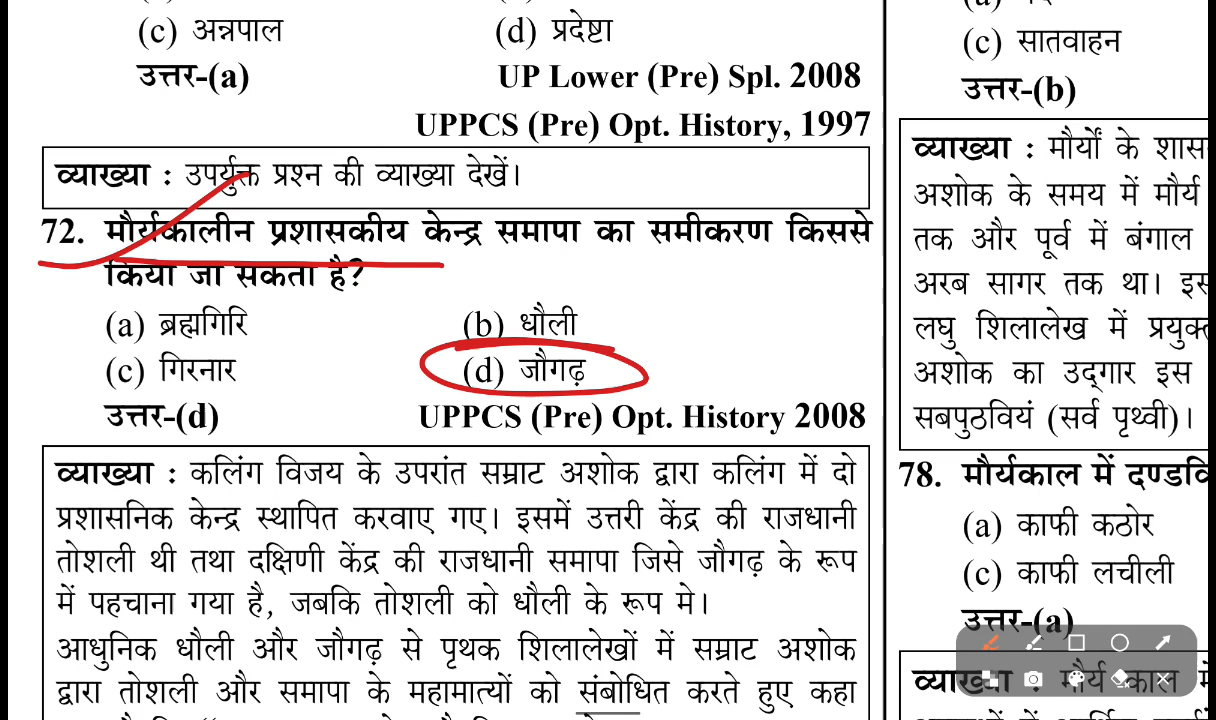 (c) अन्नपाल (d) प्रदेष्टा
उत्तर-(a) UP Lower (Pre) Spl. 2008
UPPCS (Pre) Opt. History, 1997
व्याख्या : उपर्युक्त प्रश्न की व्याख्या देखें।
72. मौर्यकालीन प्रशासकीय केन्द्र समापा का समीकरण किससे
किया जा सकता है?
(a) ब्रह्मगिरि (b) धौली
(c) गिरनार (d) जौगढ़
उत्तर-(d) UPPCS (Pre) Opt. History 2008
व्याख्या : कलिंग विजय के उपरांत सम्राट अशोक द्वारा कलिंग में दो
प्रशासनिक केन्द्र स्थापित करवाए गए। इसमें उत्तरी केंद्र की राजधानी
तोशली थी तथा दक्षिणी केंद्र की राजधानी समापा जिसे जौगढ़ के रूप
में पहचाना गया है, जबकि तोशली को धौली के रूप मे।
आधुनिक धौली और जौगढ़ से पृथक शिलालेखों में सम्राट अशोक
द्वारा तोशली और समापा के महामात्यों को संबोधित करते हुए कहा
(c) सातवाहन
उत्तर-(b)
व्याख्या : मौर्यों के शास
अशोक के समय में मौर्य
तक और पूर्व में बंगाल
अरब सागर तक था। इस
लघु शिलालेख में प्रयुक्त
अशोक का उद्‌गार इस
सबपुठवियं (सर्व पृथ्वी)।
78. मौर्यकाल में दण्डवि
(a) काफी कठोर
(c) काफी लचीली
उत्तर-(a)
व्याख्या : मौर्य काल में